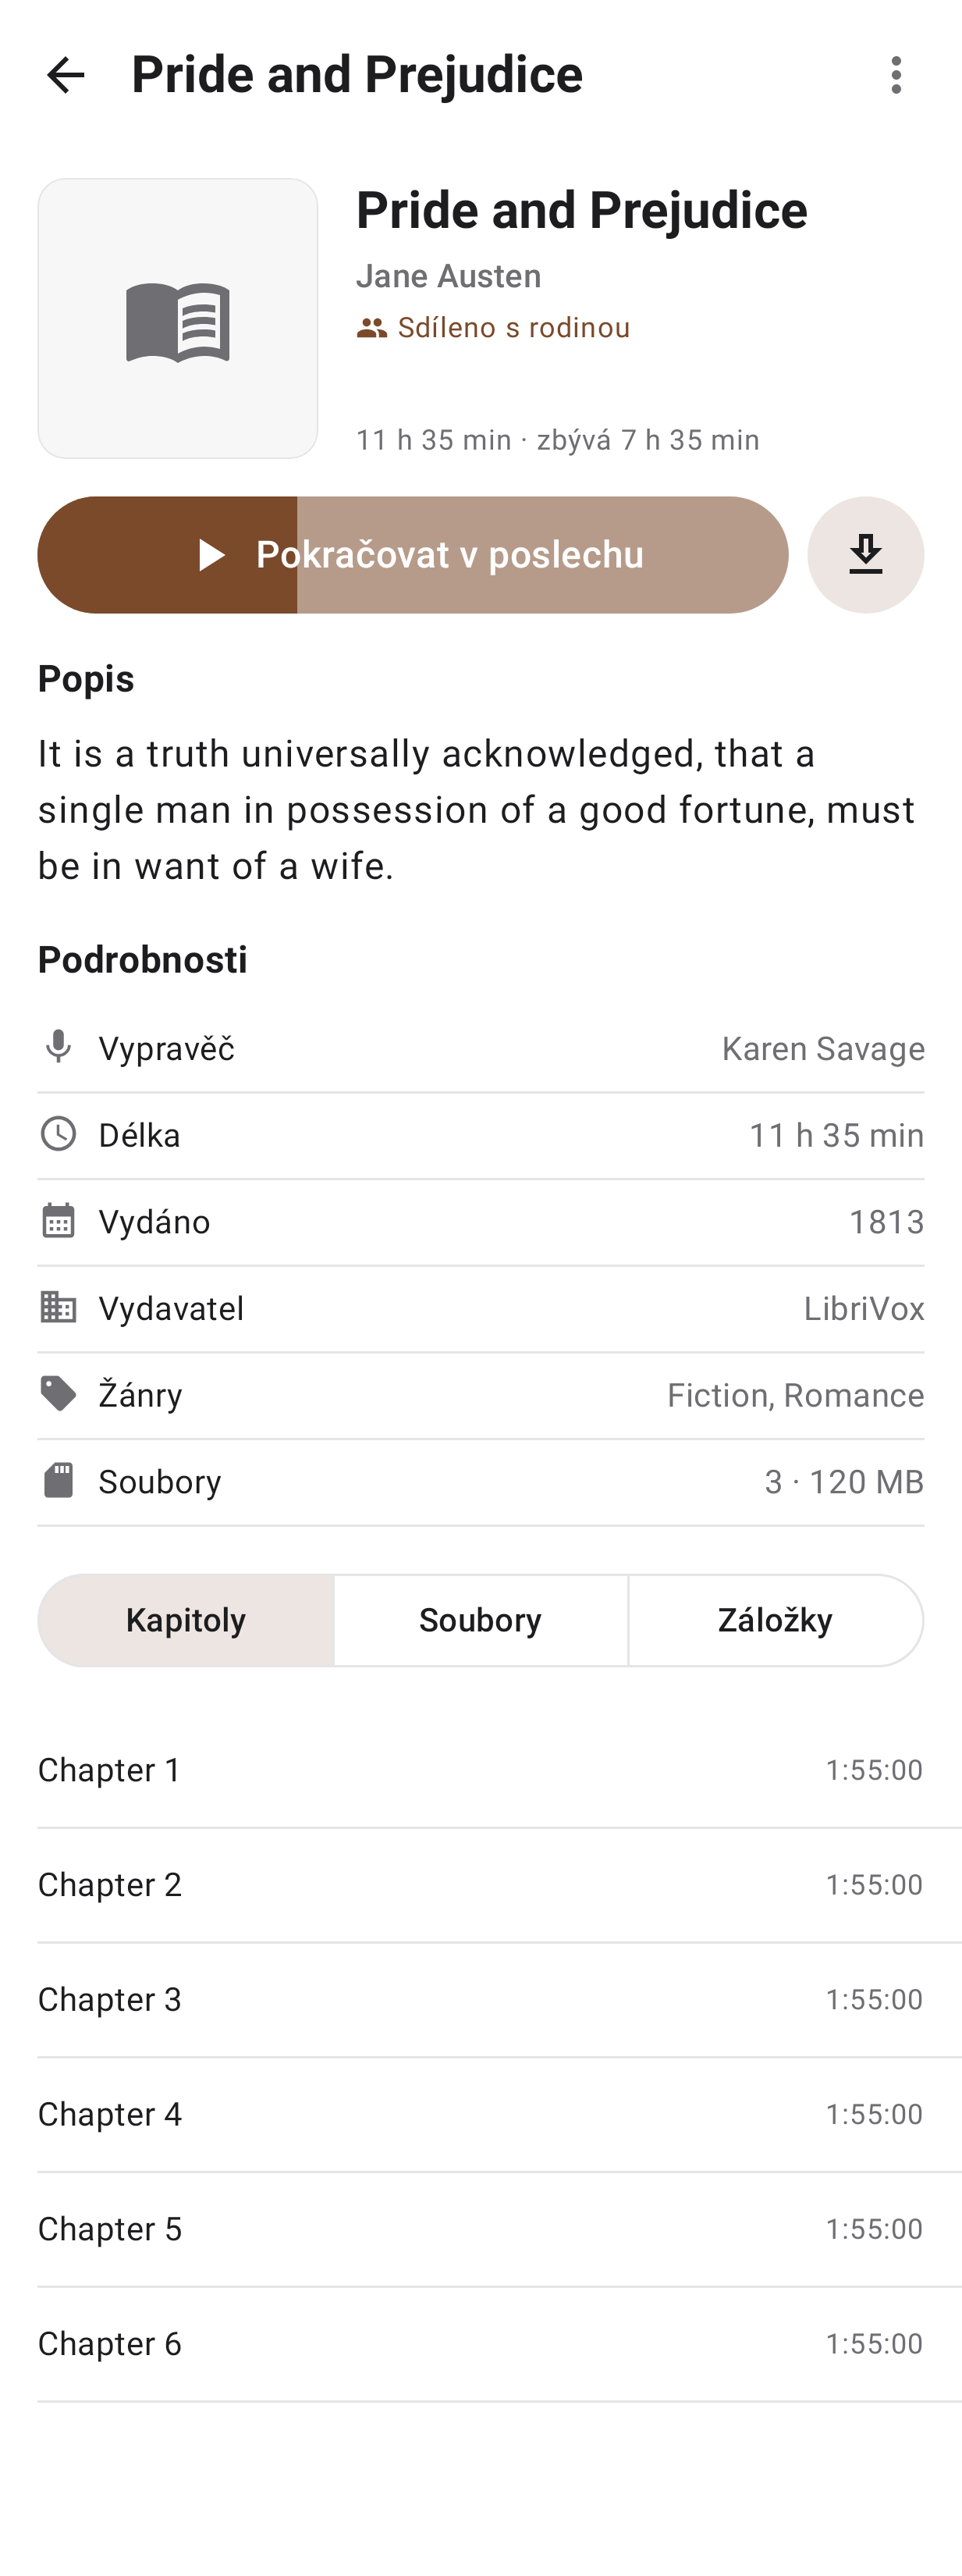 Pride and Prejudice
Pride and Prejudice
Jane Austen
Sdíleno s rodinou
11 h 35 min · zbývá 7 h 35 min
Pokračovat v poslechu
Popis
It is a truth universally acknowledged, that a
single man in possession of a good fortune, must
be in want of a wife.
Podrobnosti
Vypravěč Karen Savage
Délka 11 h 35 min
Vydáno 1813
Vydavatel LibriVox
Žánry Fiction, Romance
Soubory 3 · 120 MB
Kapitoly Soubory Záložky
Chapter 1 1:55:00
Chapter 2 1:55:00
Chapter 3 1:55:00
Chapter 4 1:55:00
Chapter 5 1:55:00
Chapter 6 1:55:00